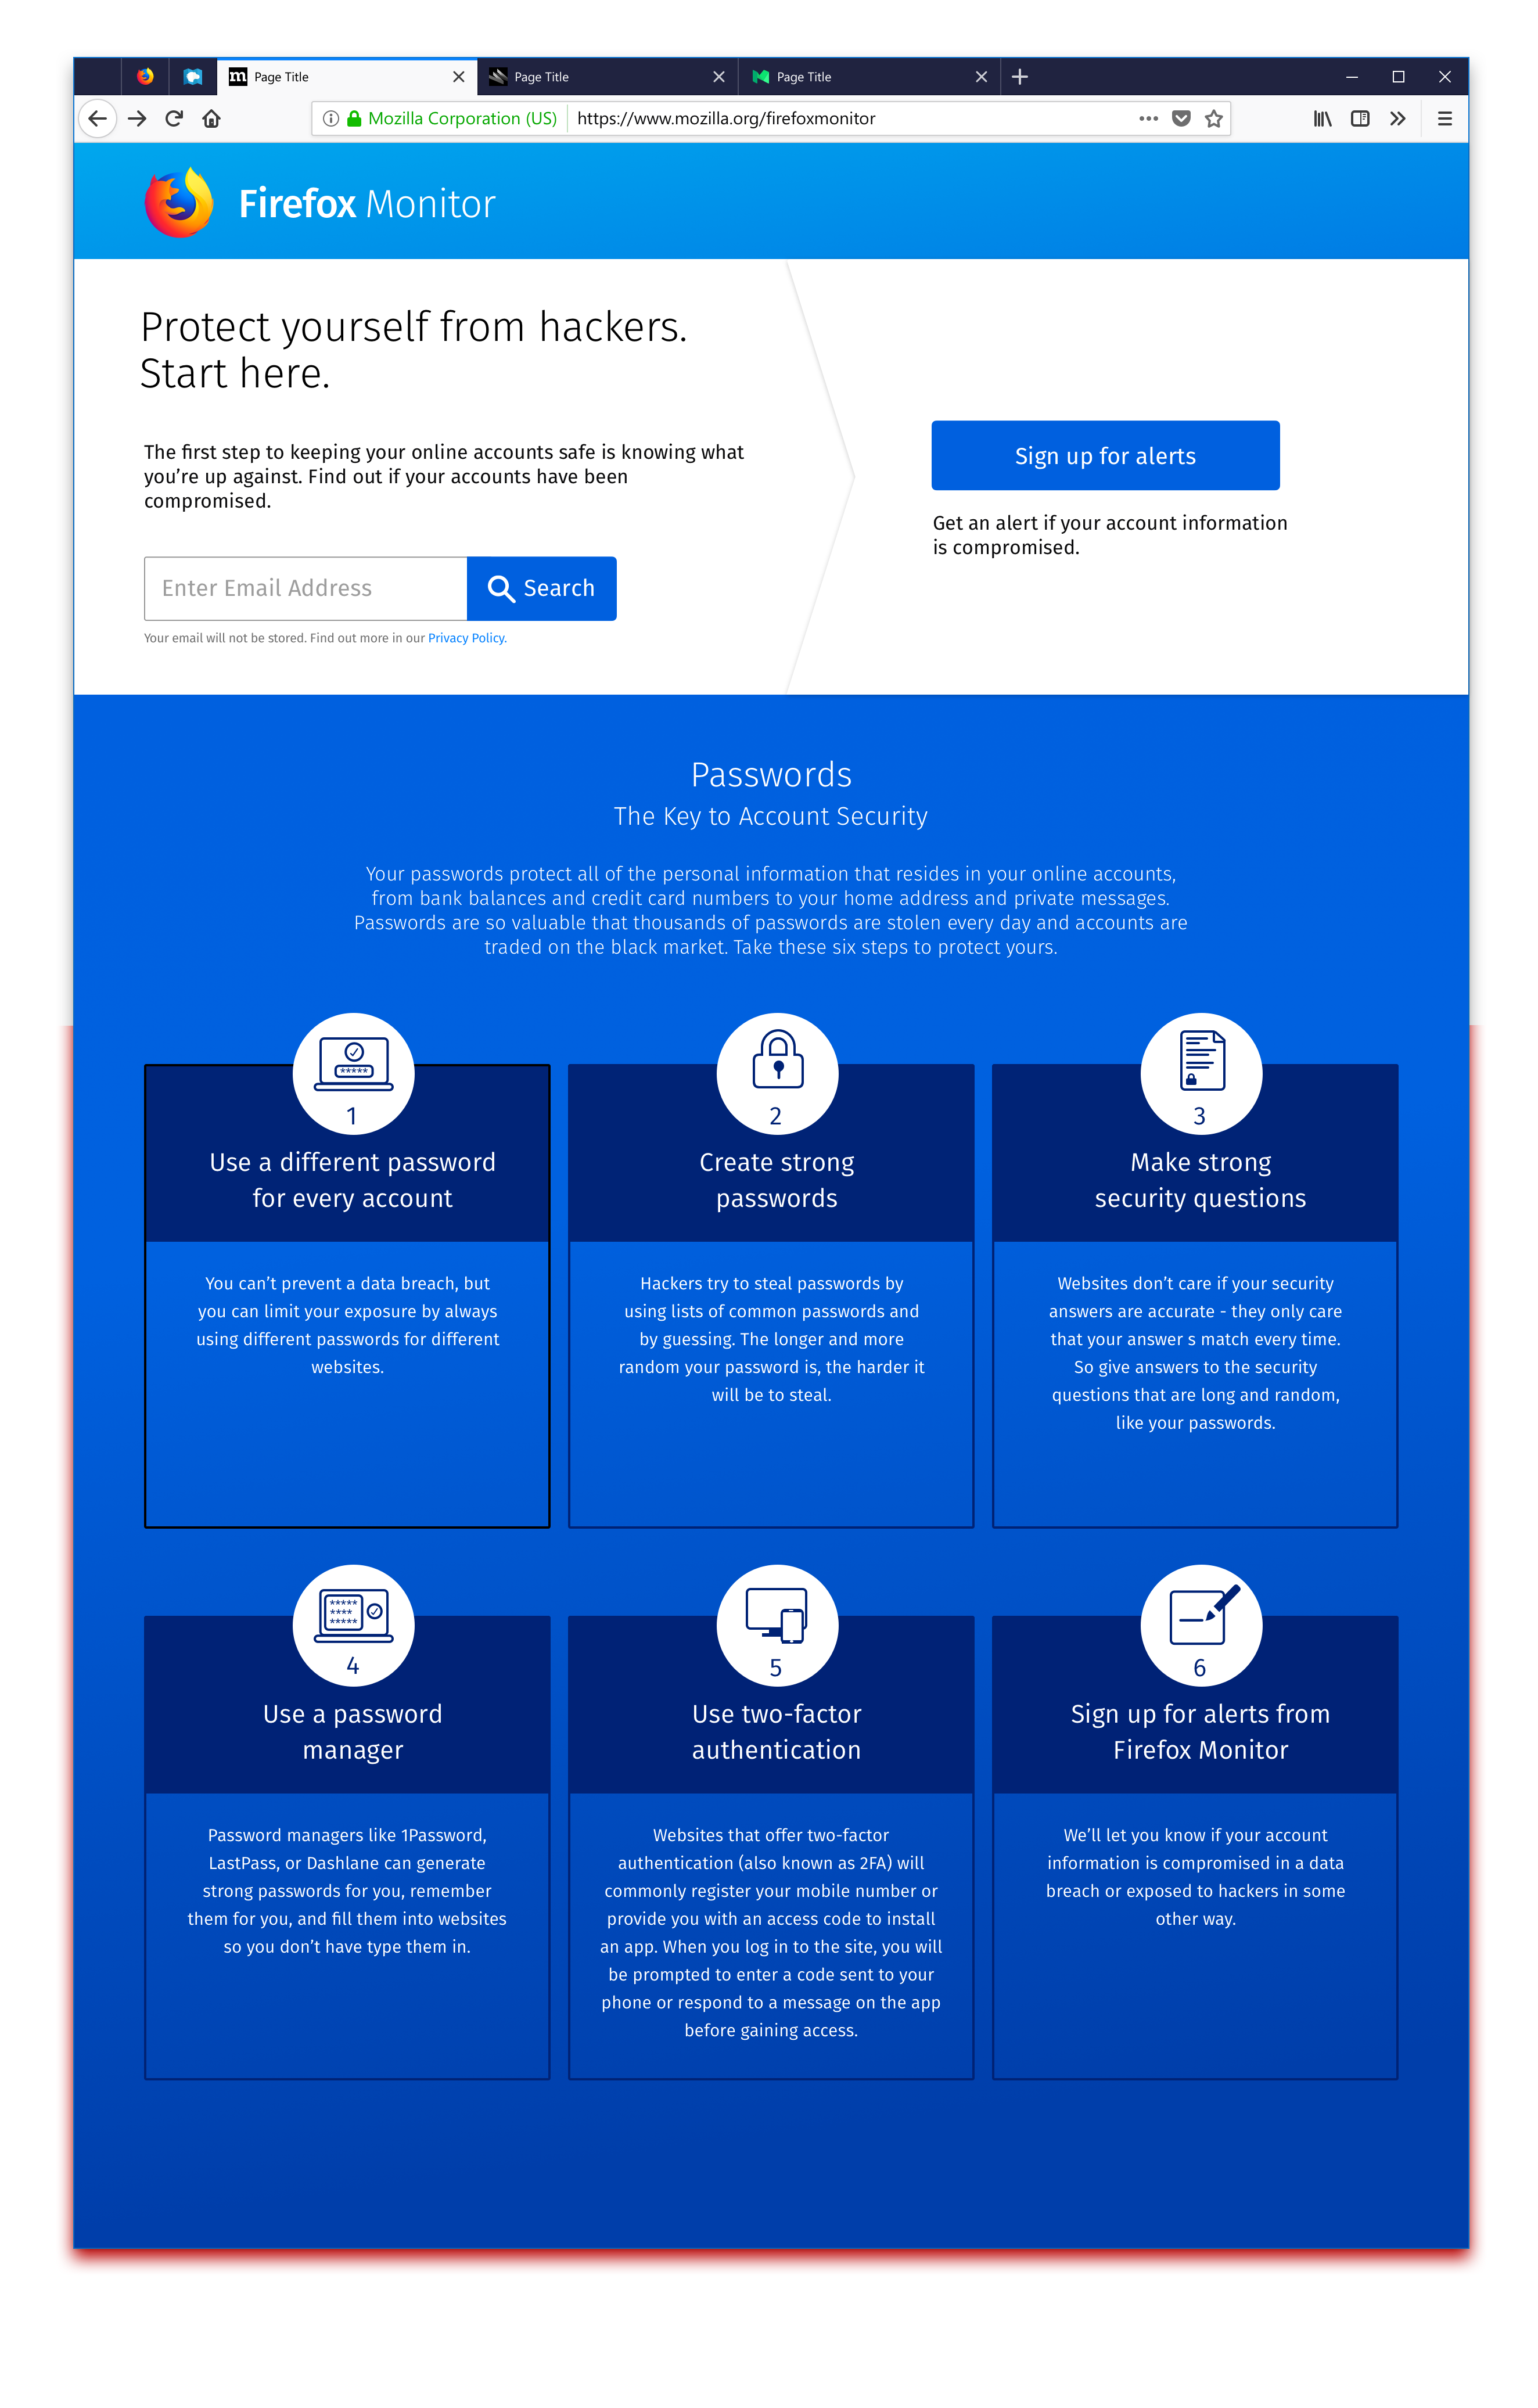 Page Title
Page Title
Page Title
Mozilla Corporation (US) https://www.mozilla.org/firefoxmonitor
Firefox Monitor
Protect yourself from hackers.
Start here.
The first step to keeping your online accounts safe is knowing what
you’re up against. Find out if your accounts have been
compromised.
Enter Email Address
Search
Your email will not be stored. Find out more in our Privacy Policy.
Sign up for alerts
Get an alert if your account information
is compromised.
Passwords
The Key to Account Security
Your passwords protect all of the personal information that resides in your online accounts,
from bank balances and credit card numbers to your home address and private messages.
Passwords are so valuable that thousands of passwords are stolen every day and accounts are
traded on the black market. Take these six steps to protect yours.
*****
1
Use a different password
for every account
You can’t prevent a data breach, but
you can limit your exposure by always
using different passwords for different
websites.
2
Create strong
passwords
Hackers try to steal passwords by
using lists of common passwords and
by guessing. The longer and more
random your password is, the harder it
will be to steal.
3
Make strong
security questions
Websites don’t care if your security
answers are accurate - they only care
that your answer s match every time.
So give answers to the security
questions that are long and random,
like your passwords.
*****
****
*****
4
Use a password
manager
Password managers like 1Password,
LastPass, or Dashlane can generate
strong passwords for you, remember
them for you, and fill them into websites
so you don’t have type them in.
5
Use two-factor
authentication
Websites that offer two-factor
authentication (also known as 2FA) will
commonly register your mobile number or
provide you with an access code to install
an app. When you log in to the site, you will
be prompted to enter a code sent to your
phone or respond to a message on the app
before gaining access.
6
Sign up for alerts from
Firefox Monitor
We’ll let you know if your account
information is compromised in a data
breach or exposed to hackers in some
other way.